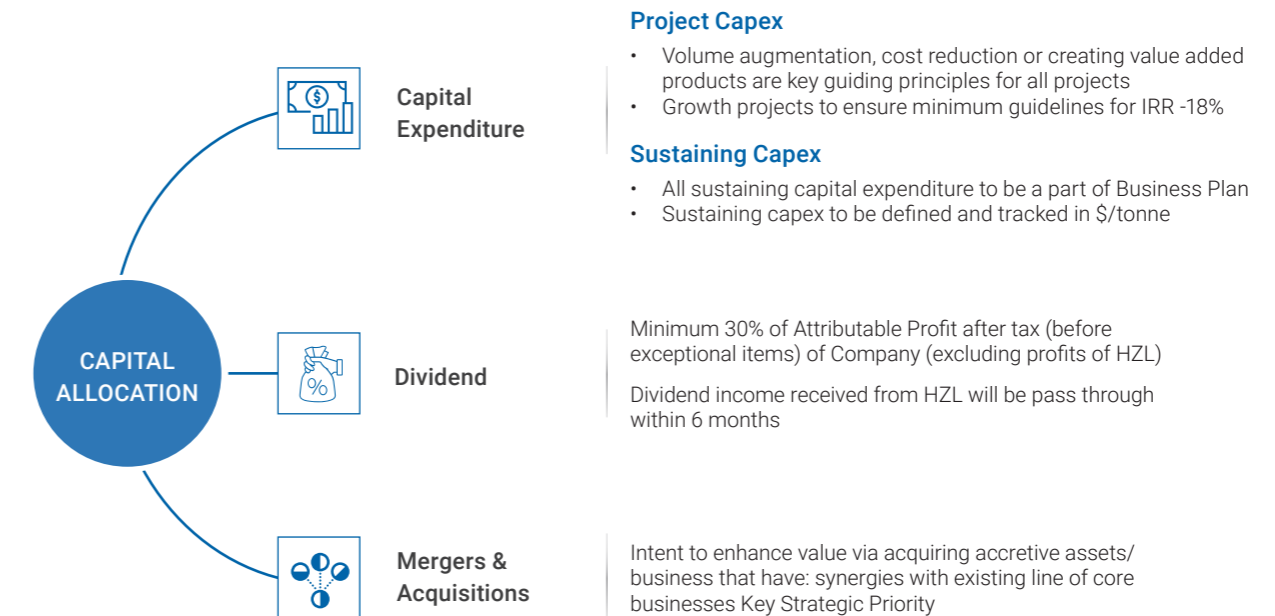 CAPITAL
ALLOCATION
$
Capital
Expenditure
Project Capex
• Volume augmentation, cost reduction or creating value added
products are key guiding principles for all projects
• Growth projects to ensure minimum guidelines for IRR -18%
Sustaining Capex
• All sustaining capital expenditure to be a part of Business Plan
• Sustaining capex to be defined and tracked in $/tonne
%
Dividend
Minimum 30% of Attributable Profit after tax (before
exceptional items) of Company (excluding profits of HZL)
Dividend income received from HZL will be pass through
within 6 months
Mergers &
Acquisitions
Intent to enhance value via acquiring accretive assets/
business that have: synergies with existing line of core
businesses Key Strategic Priority